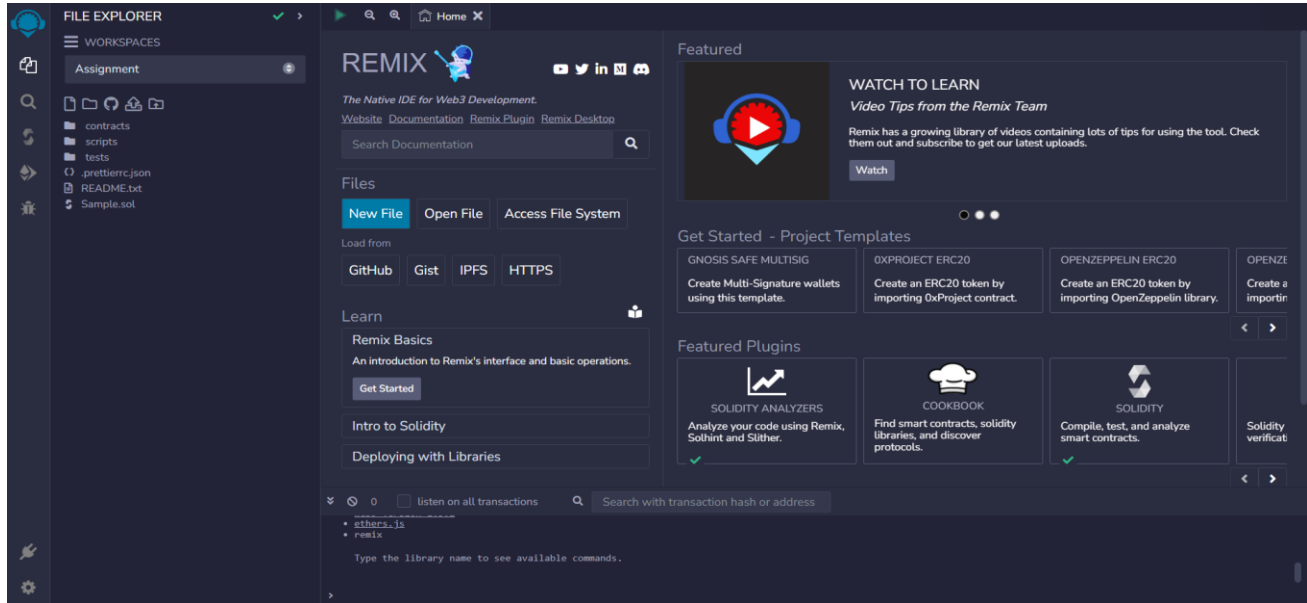 FILE EXPLORER
WORKSPACES
Assignment
contracts
scripts
tests
.prettierrc.json
README.txt
Sample.sol
Home
REMIX
The Native IDE for Web3 Development.
Website Documentation Remix Plugin Remix Desktop
Search Documentation
Files
New File Open File Access File System
Load from
GitHub Gist IPFS HTTPS
Learn
Remix Basics
An introduction to Remix's interface and basic operations.
Get Started
Intro to Solidity
Deploying with Libraries
Featured
WATCH TO LEARN
Video Tips from the Remix Team
Remix has a growing library of videos containing lots of tips for using the tool. Check
them out and subscribe to get our latest
uploads.
Watch
Get Started - Project Templates
GNOSIS SAFE MULTISIG
Create Multi-Signature wallets
using this template.
0XPROJECT ERC20
Create an ERC20 token by
importing 0xProject contract.
OPENZEPPELIN ERC20
Create an ERC20 token by
importing OpenZeppelin library.
OPENZE
Create a
importin
Featured Plugins
SOLIDITY ANALYZERS
Analyze your code using Remix,
Solhint and Slither.
COOKBOOK
Find smart contracts, solidity
libraries, and discover
protocols.
SOLIDITY
Compile, test, and analyze
smart contracts.
Solidity
verificati
0 listen on all transactions Search with transaction hash or address
• ethers.js
• remix
Type the library name to see available commands.
>